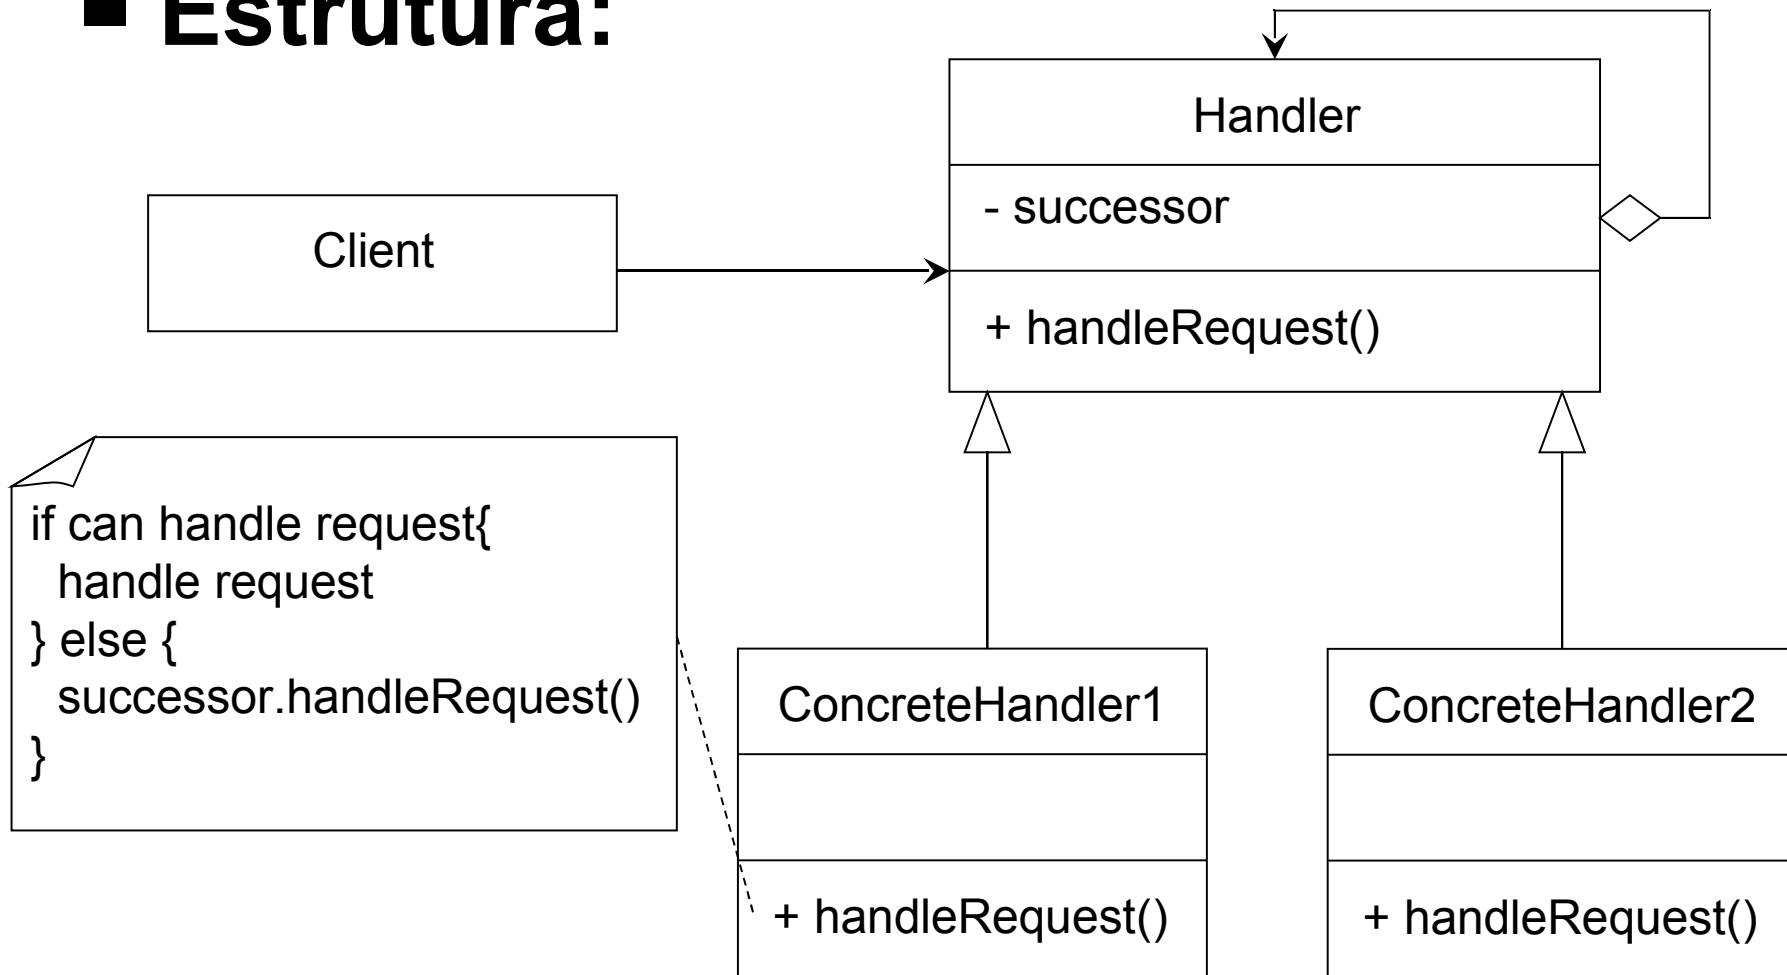 Estrutura:
Handler
- successor
+ handleRequest()
Client
if can handle request{
handle request
} else {
successor.handleRequest()
}
ConcreteHandler1
+ handleRequest()
ConcreteHandler2
+ handleRequest()